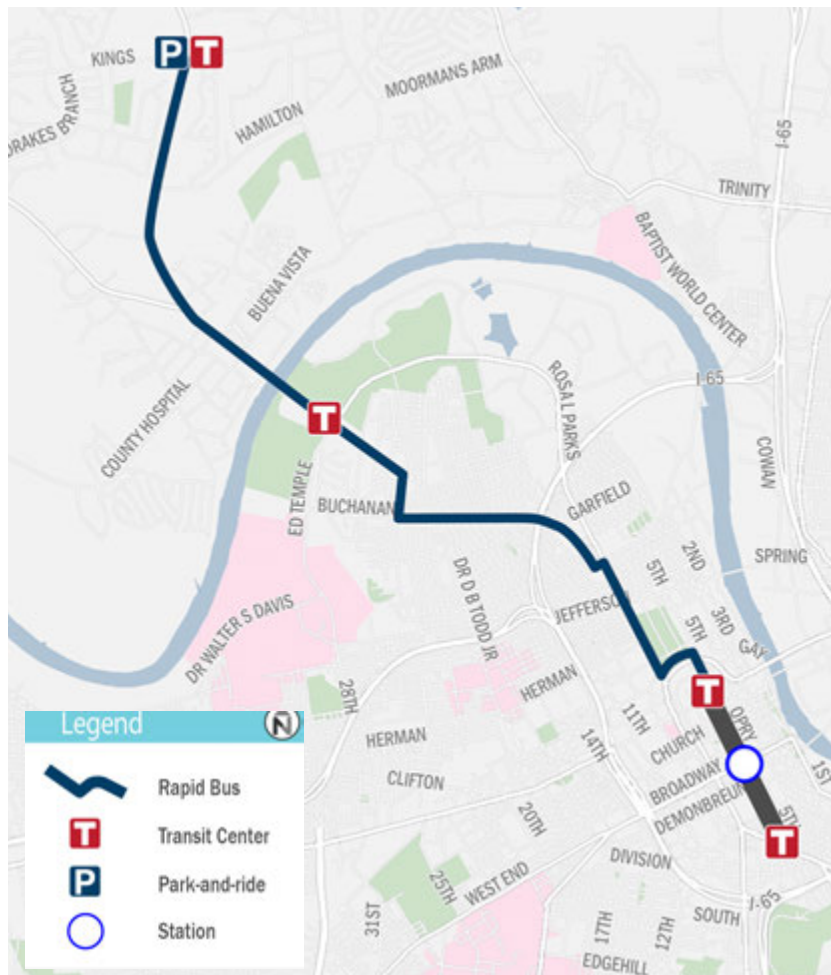 KINGS
P
T
MOORMANS ARM
DRAKES BRANCH
HAMILTON
I-65
TRINITY
BAPTIST WORLD CENTER
BUENA VISTA
I-65
ROSA L PARKS
COUNTY HOSPITAL
T
COWAN
ED TEMPLE
BUCHANAN
GARFIELD
2ND
SPRING
5TH
DR D B TODD JR
JEFFERSON
DR WALTER S DAVIS
5TH
3RD
GAY
28TH
HERMAN
T
11TH
OPRY
HERMAN
14TH
CHURCH
CLIFTON
BROADWAY
1ST
DEMONBREUN
20TH
5TH
T
DIVISION
25TH
WEST END
31ST
17TH
12TH
SOUTH
I-65
EDGEHILL
Legend
N
Rapid Bus
T Transit Center
P Park-and-ride
Station